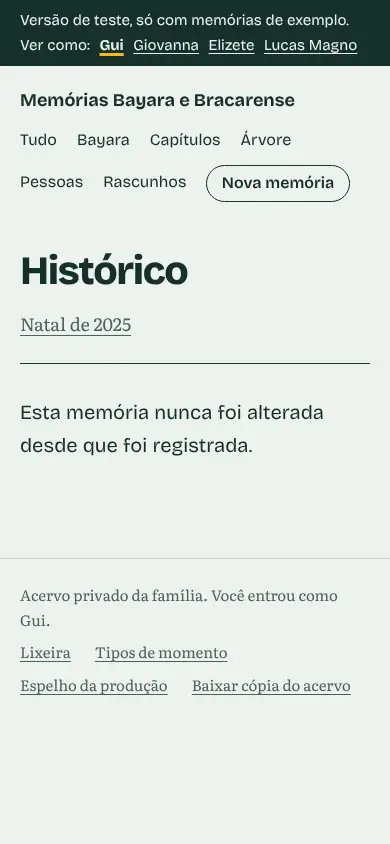 Versão de teste, só com memórias de exemplo.
Ver como: Gui Giovanna Elizete Lucas Magno
Memórias Bayara e Bracarense
Tudo Bayara Capítulos Árvore
Pessoas Rascunhos Nova memória
Histórico
Natal de 2025
Esta memória nunca foi alterada
desde que foi registrada.
Acervo privado da família. Você entrou como
Gui.
Lixeira Tipos de momento
Espelho da produção Baixar cópia do acervo